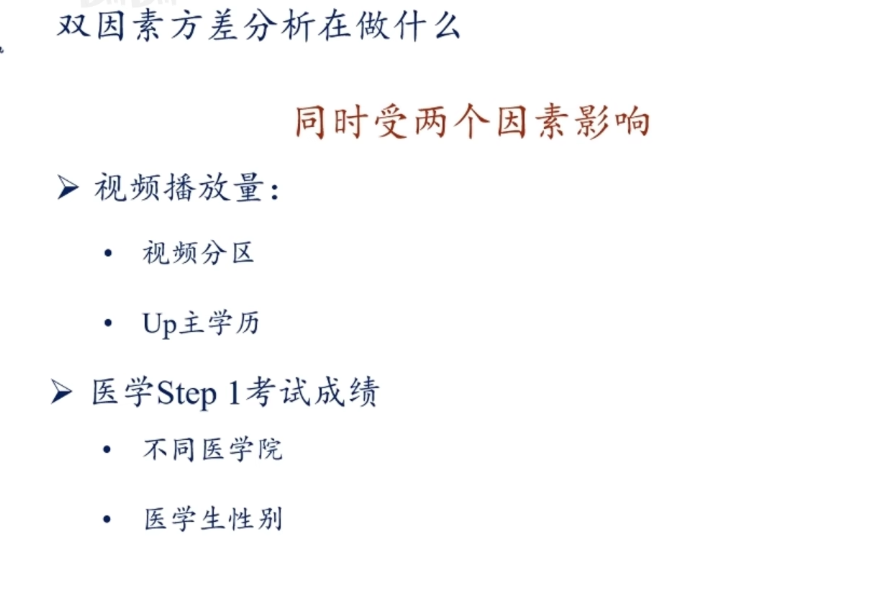 双因素方差分析在做什么
同时受两个因素影响
➢ 视频播放量：
• 视频分区
• Up主学历
➢ 医学Step 1考试成绩
• 不同医学院
• 医学生性别